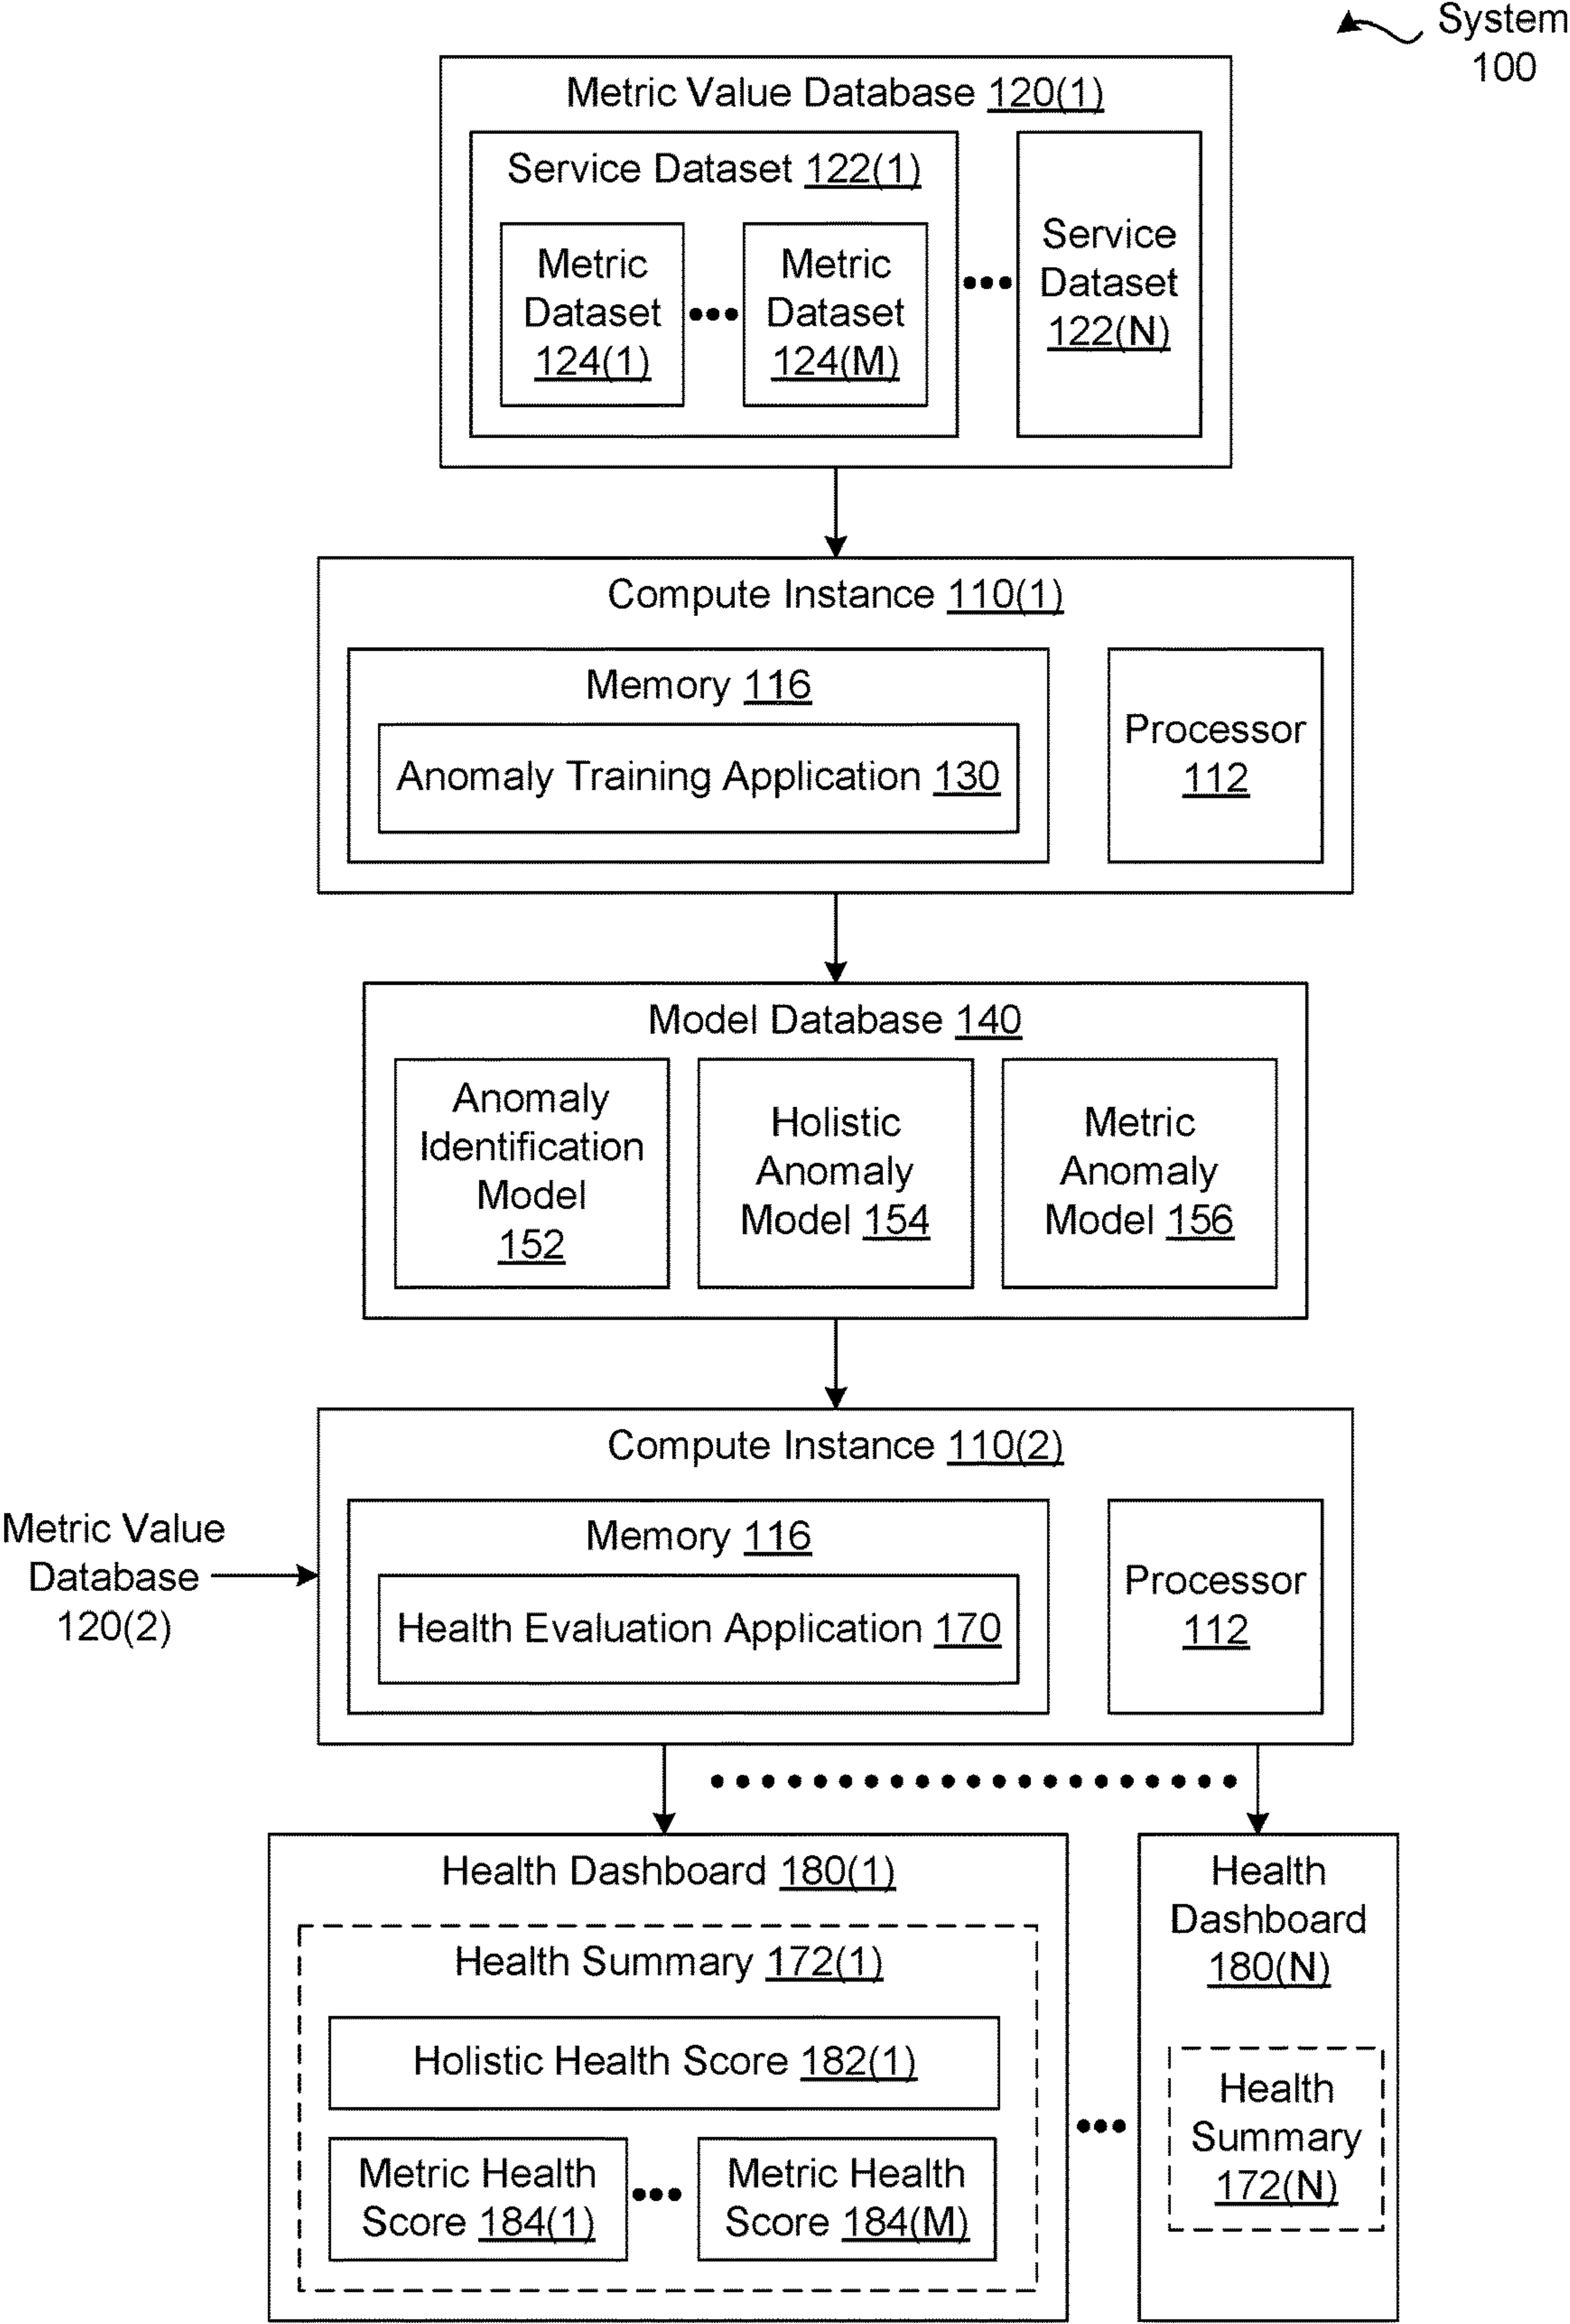 System
100
Metric Value Database 120(1)
Service Dataset 122(1)
Metric
Dataset
124(1)
Metric
Dataset
124(M)
Service
Dataset
122(N)
Compute Instance 110(1)
Memory 116
Anomaly Training Application 130
Processor
112
Model Database 140
Anomaly
Identification
Model
152
Holistic
Anomaly
Model 154
Metric
Anomaly
Model 156
Compute Instance 110(2)
Metric Value
Database
120(2)
Memory 116
Health Evaluation Application 170
Processor
112
Health Dashboard 180(1)
Health Summary 172(1)
Holistic Health Score 182(1)
Metric Health
Score 184(1)
Metric Health
Score 184(M)
Health
Dashboard
180(N)
Health
Summary
172(N)